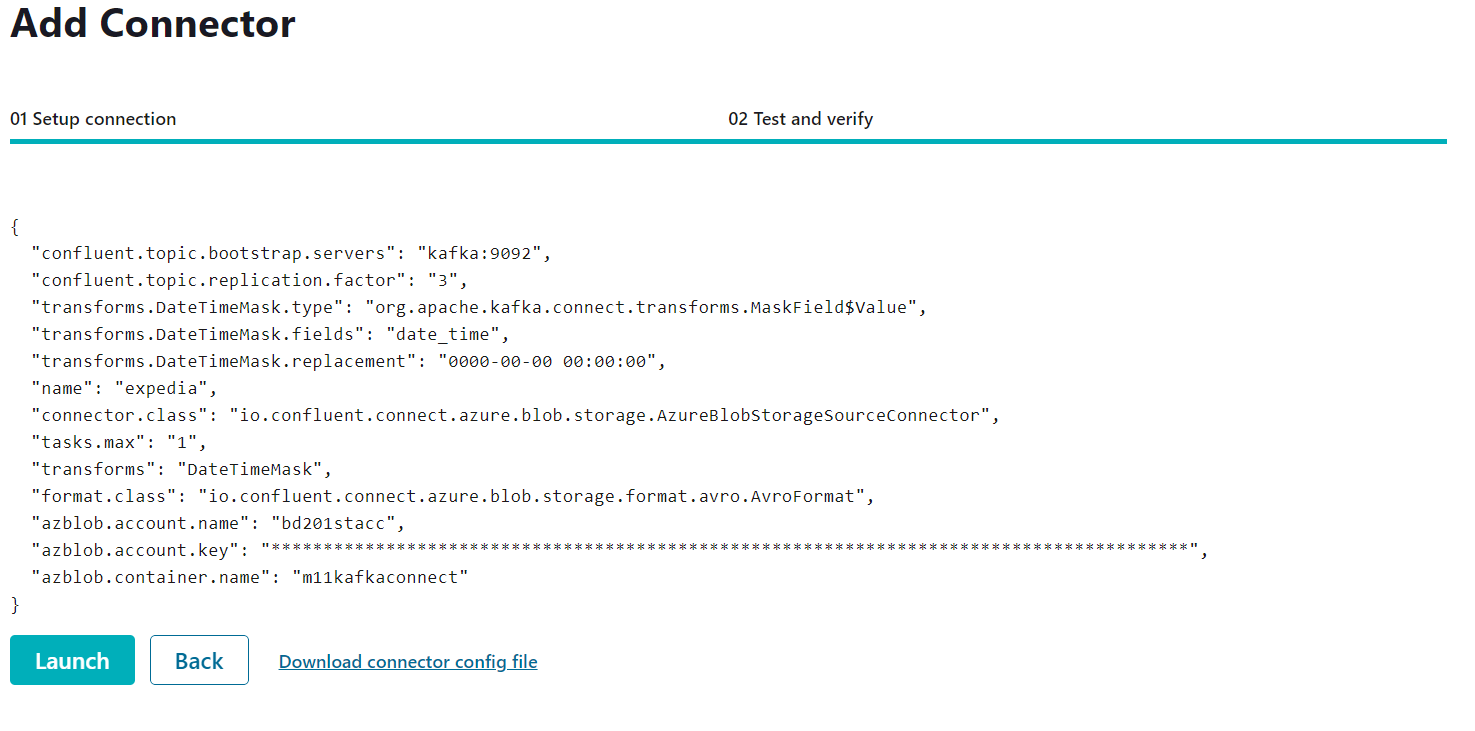 Add Connector
01 Setup connection
02 Test and verify
{
  "confluent.topic.bootstrap.servers": "kafka:9092",
  "confluent.topic.replication.factor": "3",
  "transforms.DateTimeMask.type": "org.apache.kafka.connect.transforms.MaskField$Value",
  "transforms.DateTimeMask.fields": "date_time",
  "transforms.DateTimeMask.replacement": "0000-00-00 00:00:00",
  "name": "expedia",
  "connector.class": "io.confluent.connect.azure.blob.storage.AzureBlobStorageSourceConnector",
  "tasks.max": "1",
  "transforms": "DateTimeMask",
  "format.class": "io.confluent.connect.azure.blob.storage.format.avro.AvroFormat",
  "azblob.account.name": "bd201stacc",
  "azblob.account.key": "****************************************************************************************",
  "azblob.container.name": "m11kafkaconnect"
}
Launch
Back
Download connector config file